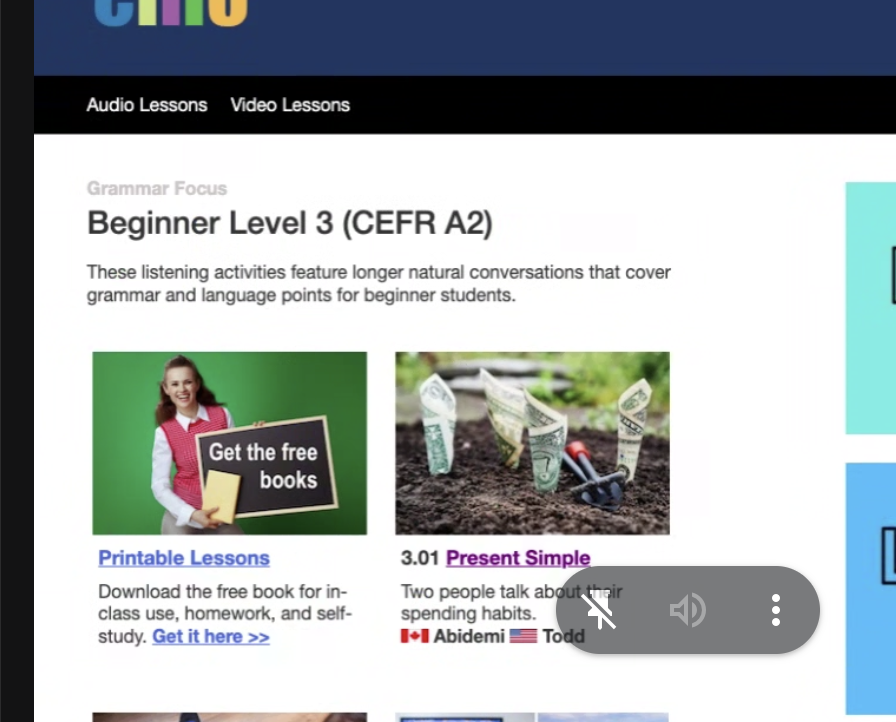 Audio Lessons Video Lessons
Grammar Focus
Beginner Level 3 (CEFR A2)
These listening activities feature longer natural conversations that cover
grammar and language points for beginner students.
Get the free
books
Printable Lessons
Download the free book for in-
class use, homework, and self-
study. Get it here >>
3.01 Present Simple
Two people talk about their
spending habits.
Abidemi Todd